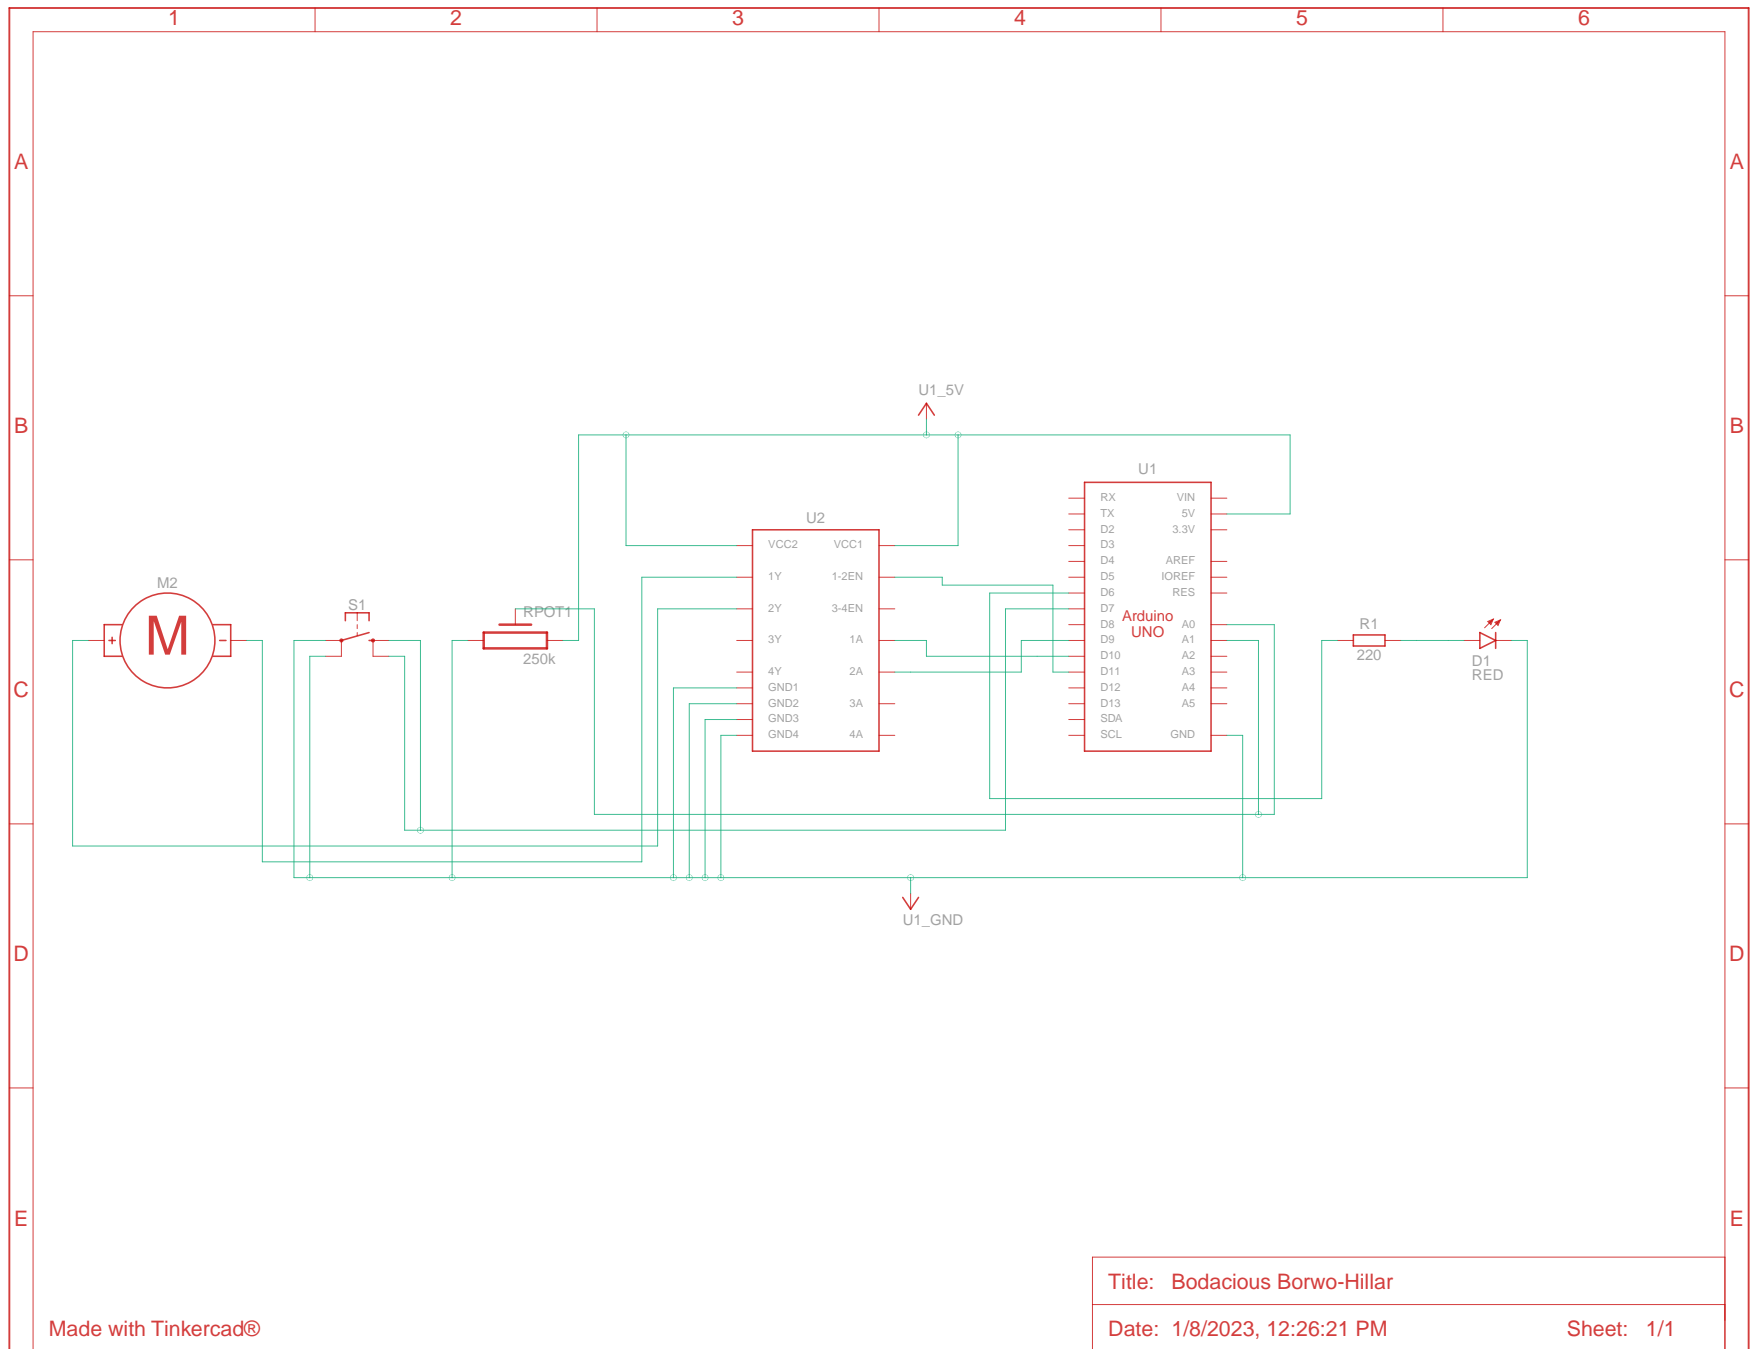 1 2 3 4 5 6
A A
U1_5V
B B
U1
RX VIN
TX 5V
D2 3.3V
U2
D3
VCC2 VCC1
D4 AREF
1Y 1-2EN
D5 IOREF
M2
D6 RES
S1
RPOT1
2Y 3-4EN
D7
Arduino
UNO
D8 A0
R1
M
+ -
3Y 1A
D9 A1
250k
D10 A2
220
D1
RED
4Y 2A
D11 A3
C C
GND1
D12 A4
GND2 3A
D13 A5
GND3
SDA
GND4 4A
SCL GND
U1_GND
D D
E E
Title: Bodacious Borwo-Hillar
Made with Tinkercad®
Date: 1/8/2023, 12:26:21 PM Sheet: 1/1